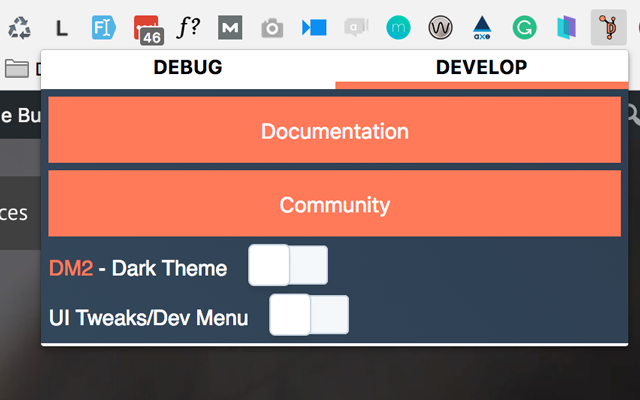 L
FI
46
f?
M
a
m
W
axe
G
D
DEBUG
DEVELOP
e Bu
Documentation
ces
Community
DM2 - Dark Theme
UI Tweaks/Dev Menu